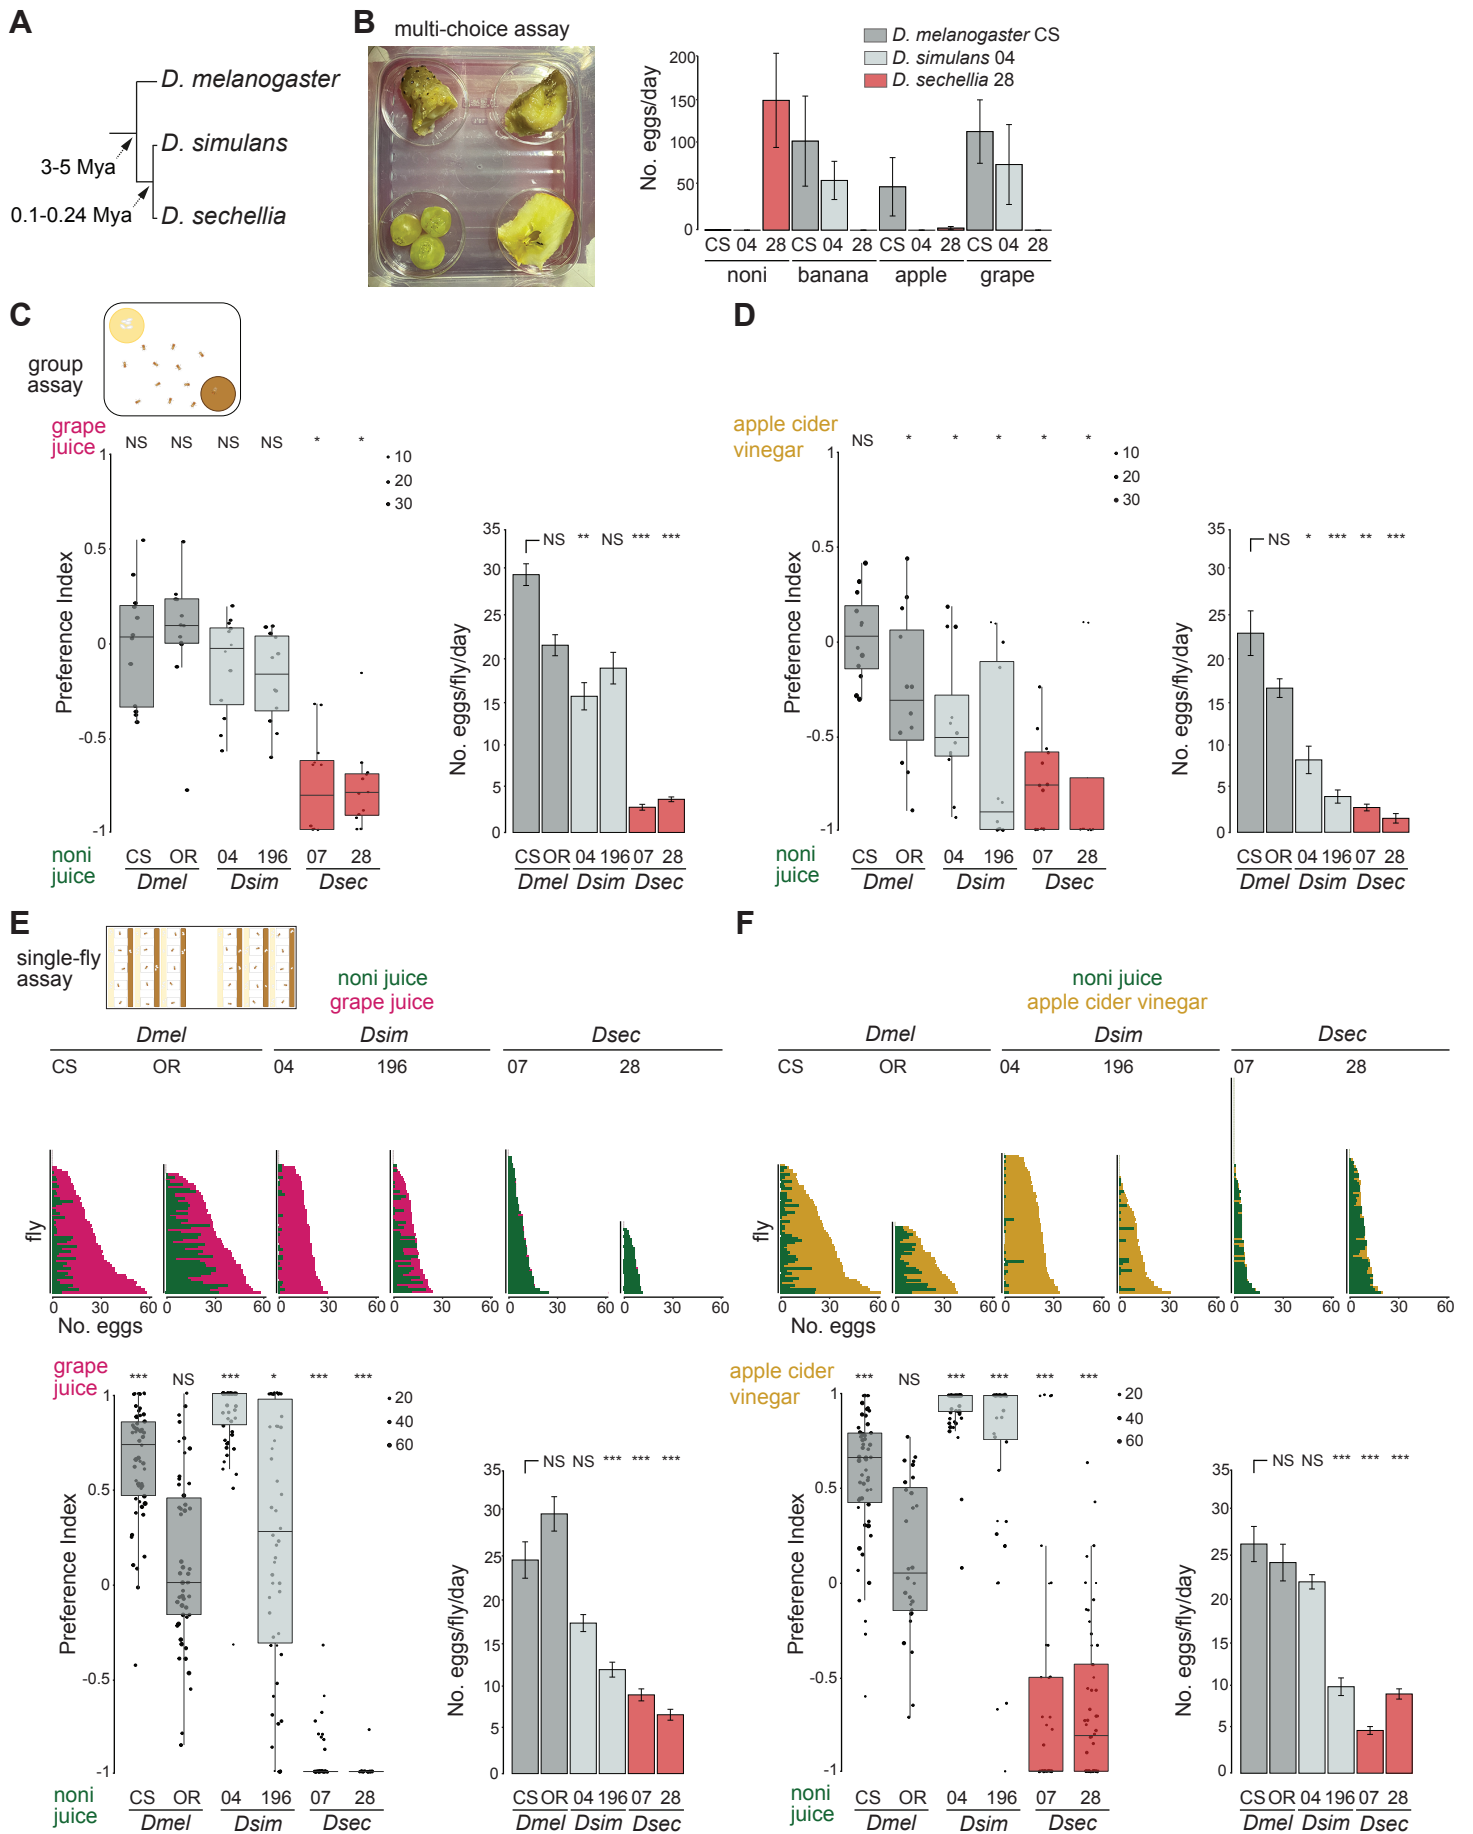 A
D. melanogaster
D. simulans
D. sechellia
3-5 Mya
0.1-0.24 Mya
B
multi-choice assay
D. melanogaster CS
D. simulans 04
D. sechellia 28
No. eggs/day
200
150
100
50
0
CS 04 28 CS 04 28 CS 04 28 CS 04 28
noni banana apple grape
C
group
assay
grape
juice
NS NS NS NS * *
10
20
30
Preference Index
1
0.5
0
-0.5
-1
noni
juice
CS OR 04 196 07 28
Dmel Dsim Dsec
No. eggs/fly/day
35
30
25
20
15
10
5
0
NS ** NS *** ***
CS OR 04 196 07 28
Dmel Dsim Dsec
D
apple cider
vinegar
NS * * * * *
10
20
30
Preference Index
1
0.5
0
-0.5
-1
noni
juice
CS OR 04 196 07 28
Dmel Dsim Dsec
No. eggs/fly/day
35
30
25
20
15
10
5
0
NS * *** ** ***
CS OR 04 196 07 28
Dmel Dsim Dsec
E
single-fly
assay
noni juice
grape juice
Dmel Dsim Dsec
CS OR 04 196 07 28
fly
0 30 60 0 30 60 0 30 60 0 30 60 0 30 60 0 30 60
No. eggs
grape
juice
*** NS *** * *** ***
20
40
60
Preference Index
1
0.5
0
-0.5
-1
noni
juice
CS OR 04 196 07 28
Dmel Dsim Dsec
No. eggs/fly/day
35
30
25
20
15
10
5
0
NS NS *** *** ***
CS OR 04 196 07 28
Dmel Dsim Dsec
F
noni juice
apple cider vinegar
Dmel Dsim Dsec
CS OR 04 196 07 28
fly
0 30 60 0 30 60 0 30 60 0 30 60 0 30 60 0 30 60
No. eggs
apple cider
vinegar
*** NS *** *** *** ***
20
40
60
Preference Index
1
0.5
0
-0.5
-1
noni
juice
CS OR 04 196 07 28
Dmel Dsim Dsec
No. eggs/fly/day
35
30
25
20
15
10
5
0
NS NS *** *** ***
CS OR 04 196 07 28
Dmel Dsim Dsec